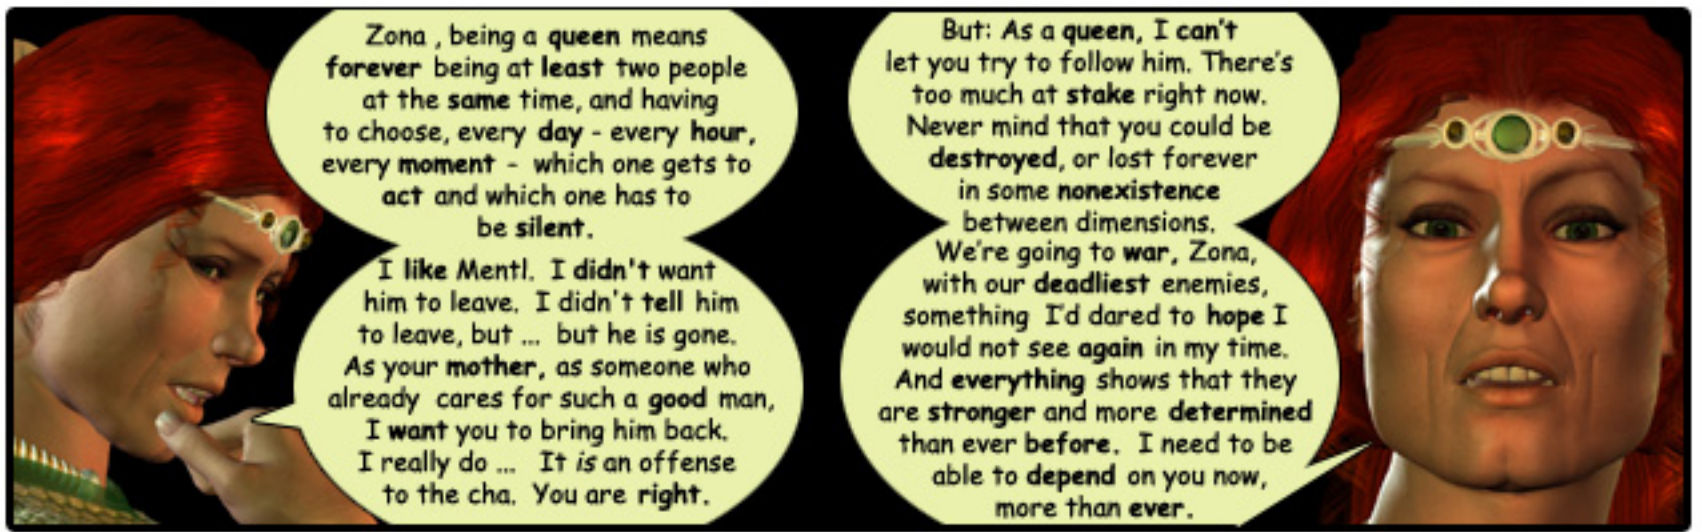 Zona , being a queen means
forever being at least two people
at the same time, and having
to choose, every day - every hour,
every moment - which one gets to
act and which one has to
be silent.
I like Mentl. I didn't want
him to leave. I didn't tell him
to leave, but ... but he is gone.
As your mother, as someone who
already cares for such a good man,
I want you to bring him back.
I really do ... It is an offense
to the cha. You are right.
But: As a queen, I can't
let you try to follow him. There's
too much at stake right now.
Never mind that you could be
destroyed, or lost forever
in some nonexistence
between dimensions.
We're going to war, Zona,
with our deadliest enemies,
something I'd dared to hope I
would not see again in my time.
And everything shows that they
are stronger and more determined
than ever before. I need to be
able to depend on you now,
more than ever.